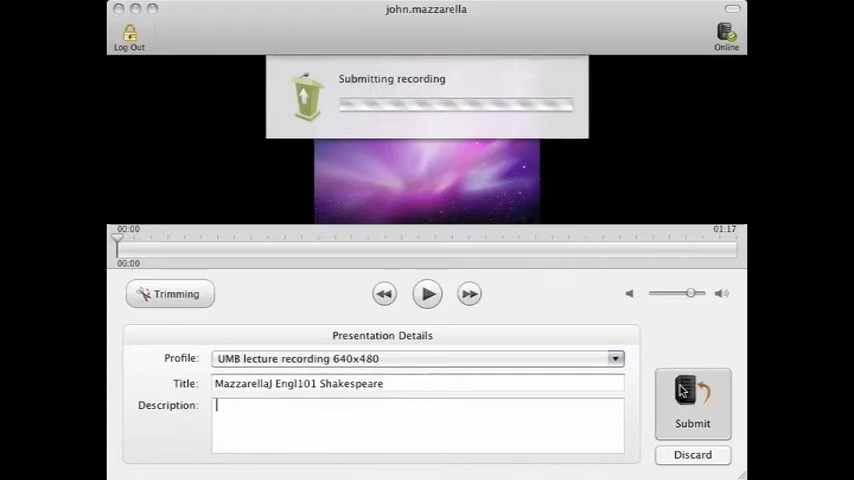 john.mazzarella
Log Out
Online
Submitting recording
00:00
01:17
00:00
Trimming
Presentation Details
Profile: UMB lecture recording 640x480
Title: MazzarellaJ Engl101 Shakespeare
Description:
Submit
Discard